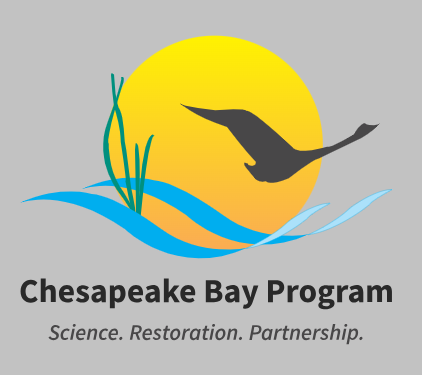 Chesapeake Bay Program
Science. Restoration. Partnership.